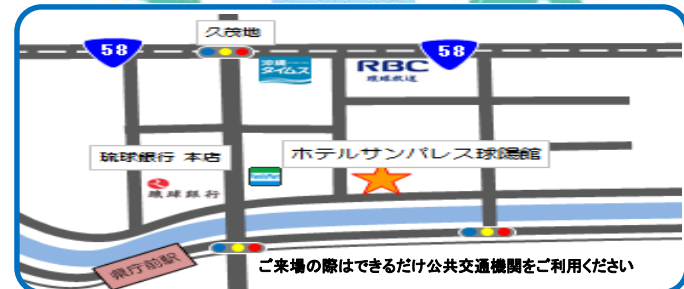 久茂地
58
58
沖縄
タイムス
RBC
琉球放送
琉球銀行 本店
ホテルサンパレス球陽館
琉球銀行
県庁前駅
ご来場の際はできるだけ公共交通機関をご利用ください